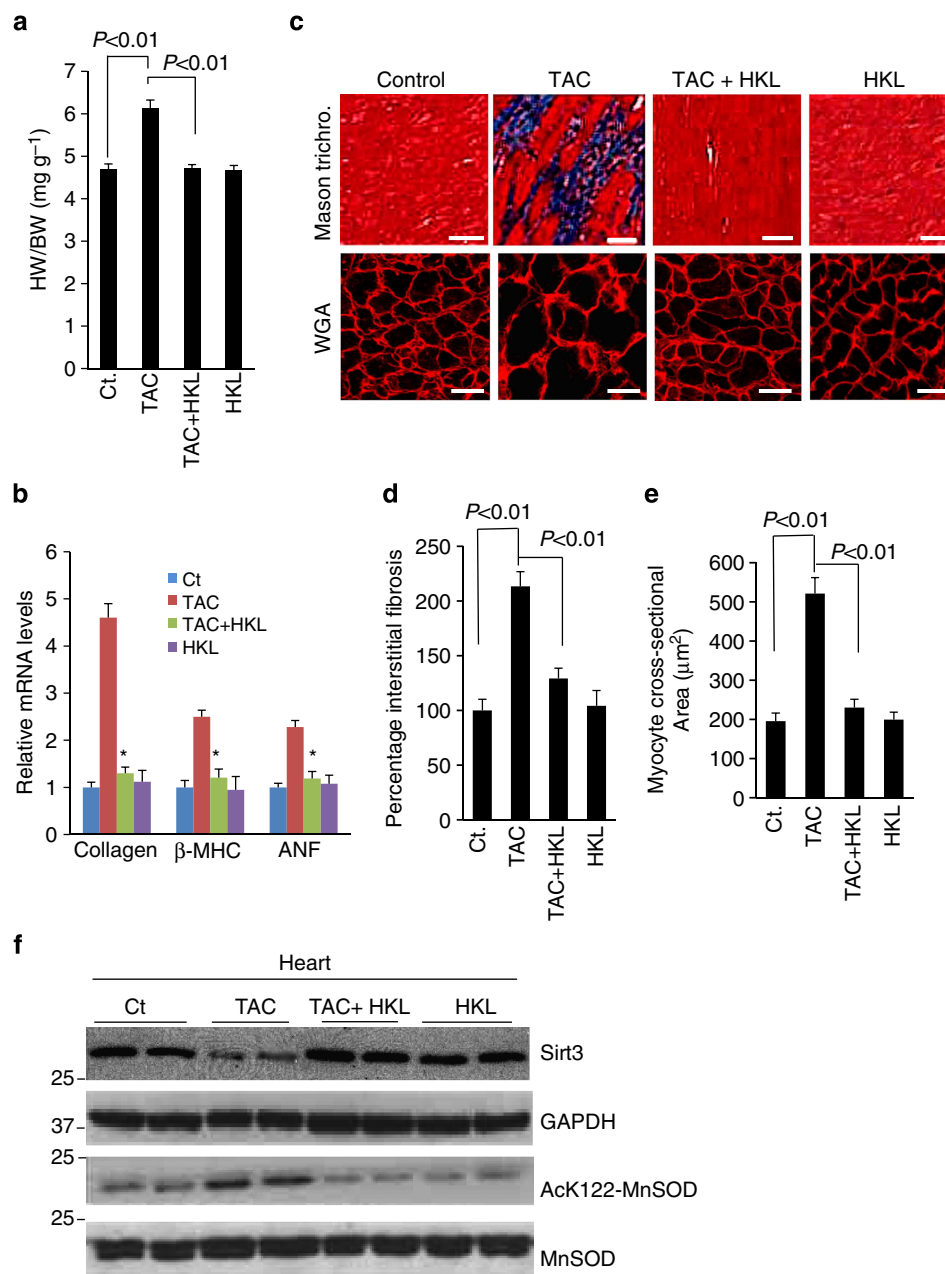 a
P<0.01
P<0.01
HW/BW (mg g⁻¹)
7
6
5
4
3
2
1
0
Ct.
TAC
TAC+HKL
HKL
c
Control
TAC
TAC + HKL
HKL
Mason trichro.
WGA
b
Relative mRNA levels
6
5
4
3
2
1
0
Ct
TAC
TAC+HKL
HKL
*
*
*
Collagen
β-MHC
ANF
d
P<0.01
P<0.01
Percentage interstitial fibrosis
250
200
150
100
50
0
Ct.
TAC
TAC+HKL
HKL
e
P<0.01
P<0.01
Myocyte cross-sectional
Area (μm²)
600
500
400
300
200
100
0
Ct.
TAC
TAC+HKL
HKL
f
Heart
Ct
TAC
TAC+ HKL
HKL
Sirt3
25
GAPDH
37
25
AcK122-MnSOD
25
MnSOD